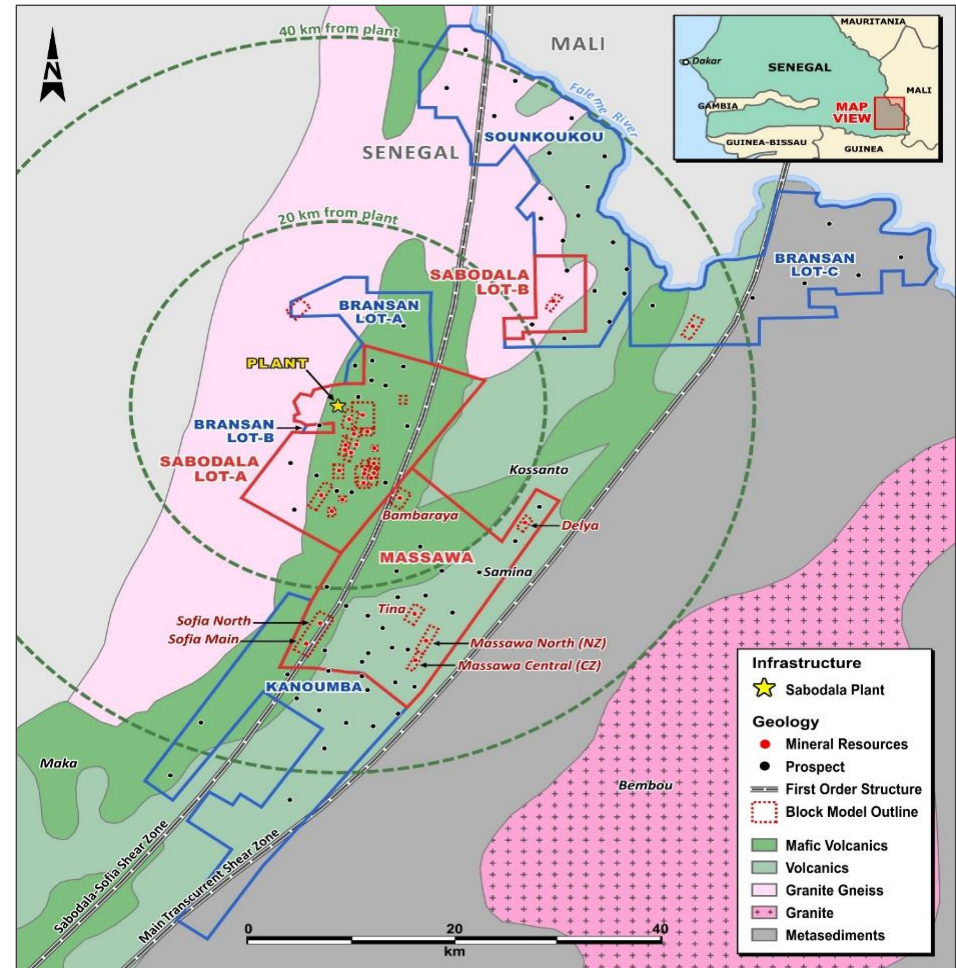 N
40 km from plant
MALI
Faleme River
SOUNKOUKOU
SENEGAL
20 km from plant
MAURITANIA
Dakar
SENEGAL
MALI
GAMBIA
MAP
VIEW
GUINEA-BISSAU
GUINEA
BRANSAN
LOT-C
SABODALA
LOT-B
BRANSAN
LOT-A
PLANT
BRANSAN
LOT-B
SABODALA
LOT-A
Kossanto
Bambaraya
Delya
MASSAWA
Samina
Sofia North
Tina
Sofia Main
Massawa North (NZ)
Massawa Central (CZ)
KANOUMBA
Maka
Bembou
Sabodala-Sofia Shear Zone
Main Transcurrent Shear Zone
0 20 40
km
Infrastructure
Sabodala Plant
Geology
Mineral Resources
Prospect
First Order Structure
Block Model Outline
Mafic Volcanics
Volcanics
Granite Gneiss
Granite
Metasediments